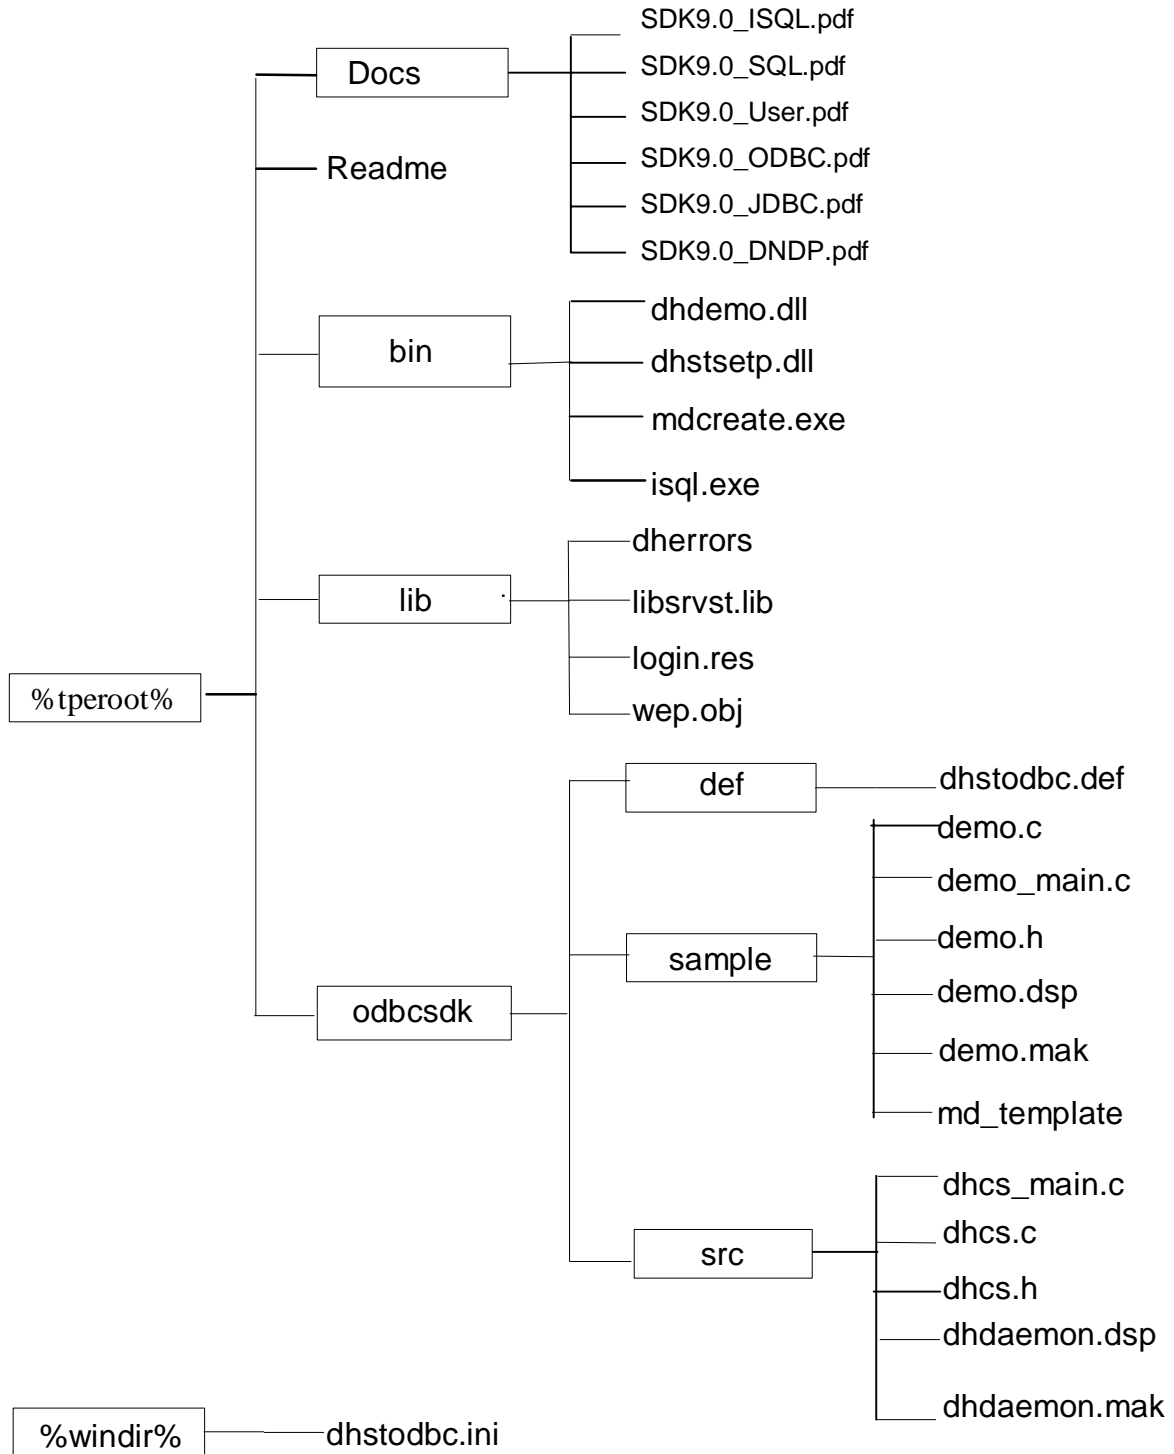 SDK9.0_ISQL.pdf
Docs
SDK9.0_SQL.pdf
SDK9.0_User.pdf
Readme
SDK9.0_ODBC.pdf
SDK9.0_JDBC.pdf
SDK9.0_DNDP.pdf
bin
dhdemo.dll
dhstsetp.dll
mdcreate.exe
isql.exe
lib
dherrors
libsrvst.lib
login.res
wep.obj
%tperoot%
def
dhstodbc.def
demo.c
demo_main.c
sample
demo.h
demo.dsp
odbcsdk
demo.mak
md_template
dhcs_main.c
src
dhcs.c
dhcs.h
dhdaemon.dsp
dhdaemon.mak
%windir%
dhstodbc.ini